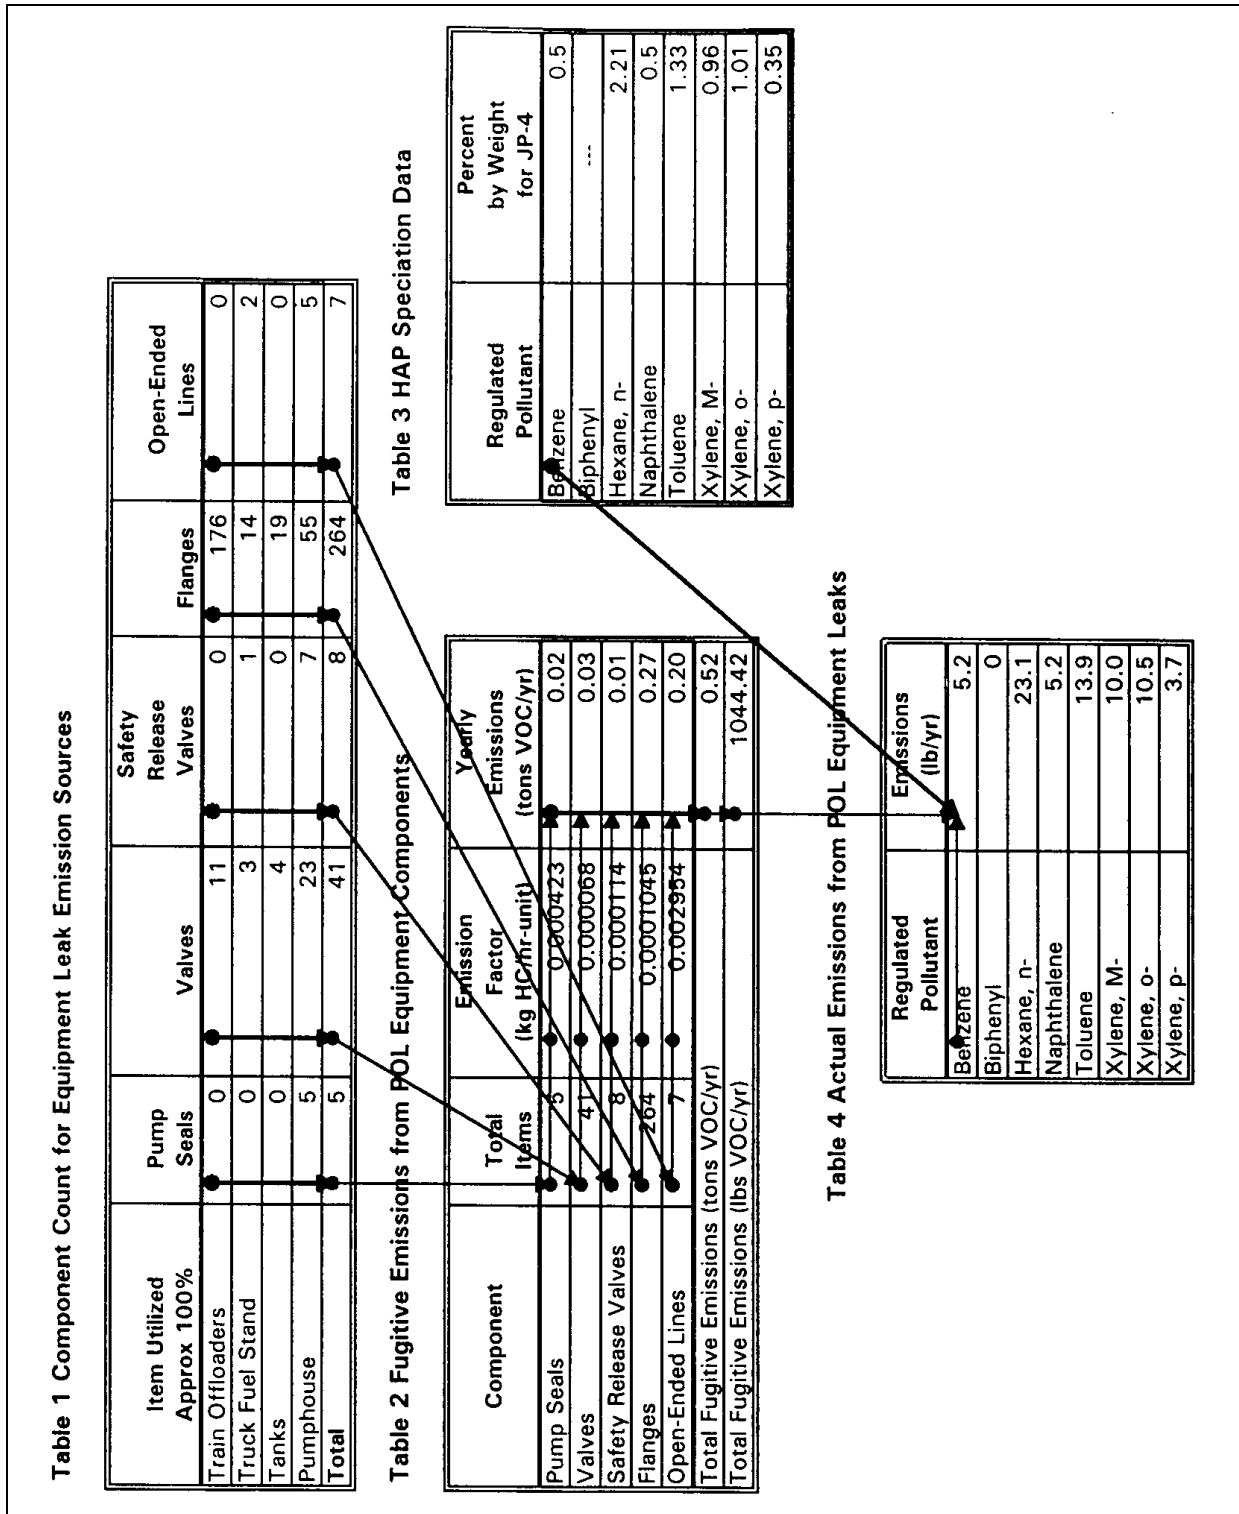 Table 1 Component Count for Equipment Leak Emission Sources
Item Utilized Pump Safety Open-Ended
Approx 100% Seals Valves Release Valves Flanges Lines
Train Offloaders 0 11 0 176 0
Truck Fuel Stand 0 3 1 14 2
Tanks 0 4 0 19 0
Pumphouse 5 23 7 55 5
Total 5 41 8 264 7
Table 2 Fugitive Emissions from POL Equipment Components
Component Total Items Emission Factor (kg HC/hr-unit) Yearly Emissions (tons VOC/yr)
Pump Seals 5 0.000423 0.02
Valves 41 0.000068 0.03
Safety Release Valves 8 0.000114 0.01
Flanges 264 0.0001045 0.27
Open-Ended Lines 7 0.002954 0.20
Total Fugitive Emissions (tons VOC/yr) 0.52
Total Fugitive Emissions (lbs VOC/yr) 1044.42
Table 3 HAP Speciation Data
Regulated Pollutant Percent by Weight for JP-4
Benzene 0.5
Biphenyl ---
Hexane, n- 2.21
Naphthalene 0.5
Toluene 1.33
Xylene, M- 0.96
Xylene, o- 1.01
Xylene, p- 0.35
Table 4 Actual Emissions from POL Equipment Leaks
Regulated Pollutant Emissions (lb/yr)
Benzene 5.2
Biphenyl 0
Hexane, n- 23.1
Naphthalene 5.2
Toluene 13.9
Xylene, M- 10.0
Xylene, o- 10.5
Xylene, p- 3.7